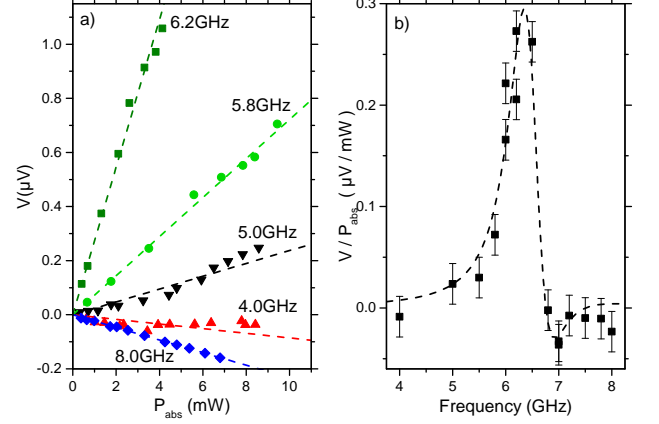 a)
6.2GHz
5.8GHz
5.0GHz
4.0GHz
8.0GHz
V(μV)
1.0
0.8
0.6
0.4
0.2
0.0
-0.2
0 2 4 6 8 10
P_abs (mW)
b)
V / P_abs ( μV / mW)
0.3
0.2
0.1
0.0
4 5 6 7 8
Frequency (GHz)